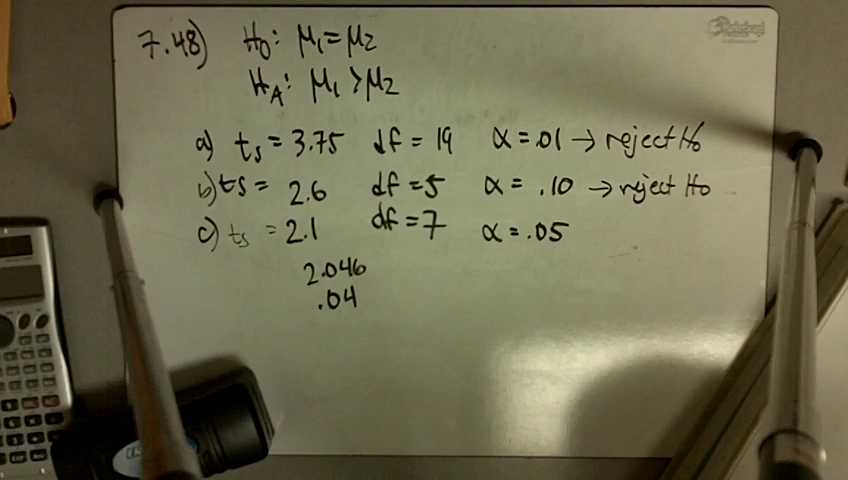 7.48) H₀: μ₁=μ₂
H_A: μ₁>μ₂
a) tₛ = 3.75 df = 19 α=.01 → reject H₀
b) ts = 2.6 df=5 α= .10 → reject H₀
c) tₛ = 2.1 df=7 α=.05
2.046
.04